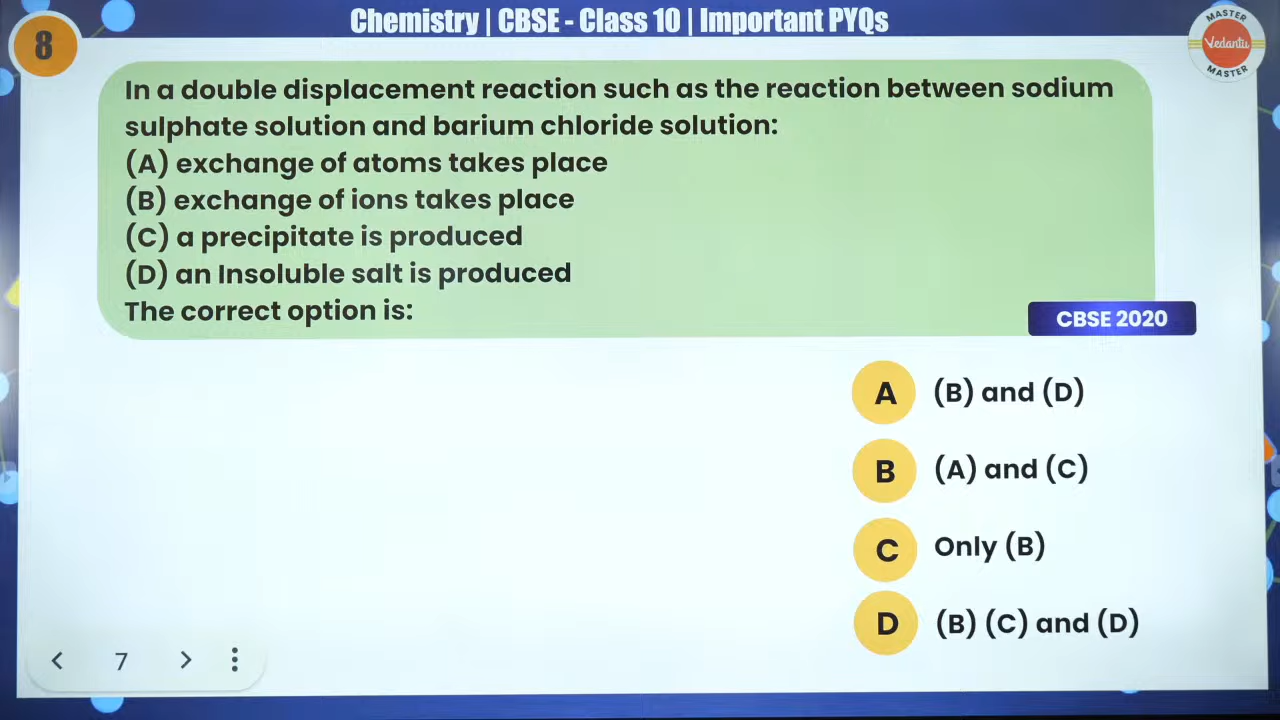 8
Chemistry | CBSE - Class 10 | Important PYQs
MASTER
Vedantu
MASTER
In a double displacement reaction such as the reaction between sodium
sulphate solution and barium chloride solution:
(A) exchange of atoms takes place
(B) exchange of ions takes place
(C) a precipitate is produced
(D) an Insoluble salt is produced
The correct option is:
CBSE 2020
A (B) and (D)
B (A) and (C)
C Only (B)
D (B) (C) and (D)
7